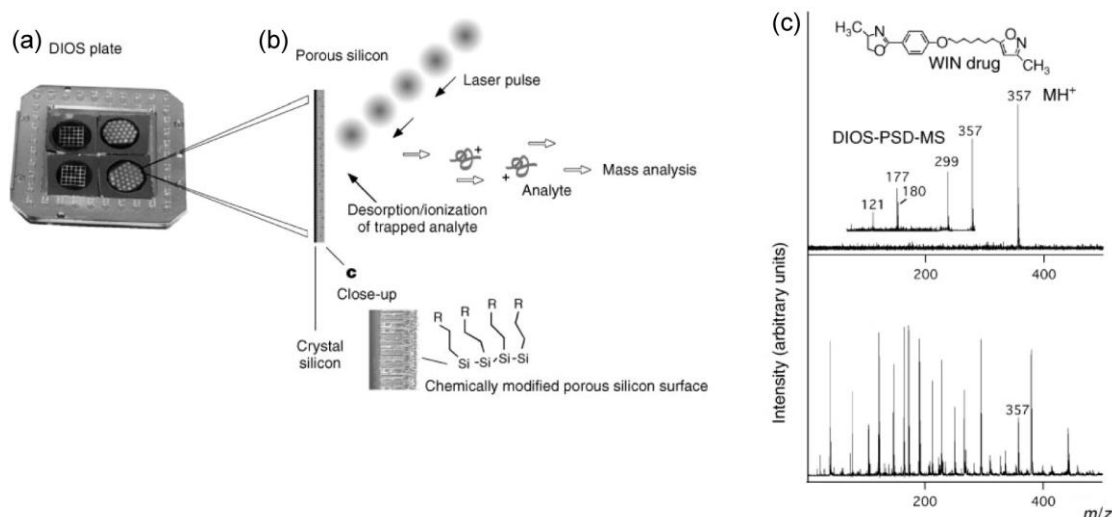 (a)
DIOS plate
(b)
Porous silicon
Laser pulse
+
+
Analyte
Mass analysis
Desorption/ionization
of trapped analyte
c
Close-up
Crystal
silicon
R R R R
Si -Si-Si-Si
Chemically modified porous silicon surface
(c)
H₃C
N
O
O
O
N
CH₃
WIN drug
357 MH⁺
DIOS-PSD-MS
357
299
177
180
121
200 400
Intensity (arbitrary units)
357
200 400
m/z